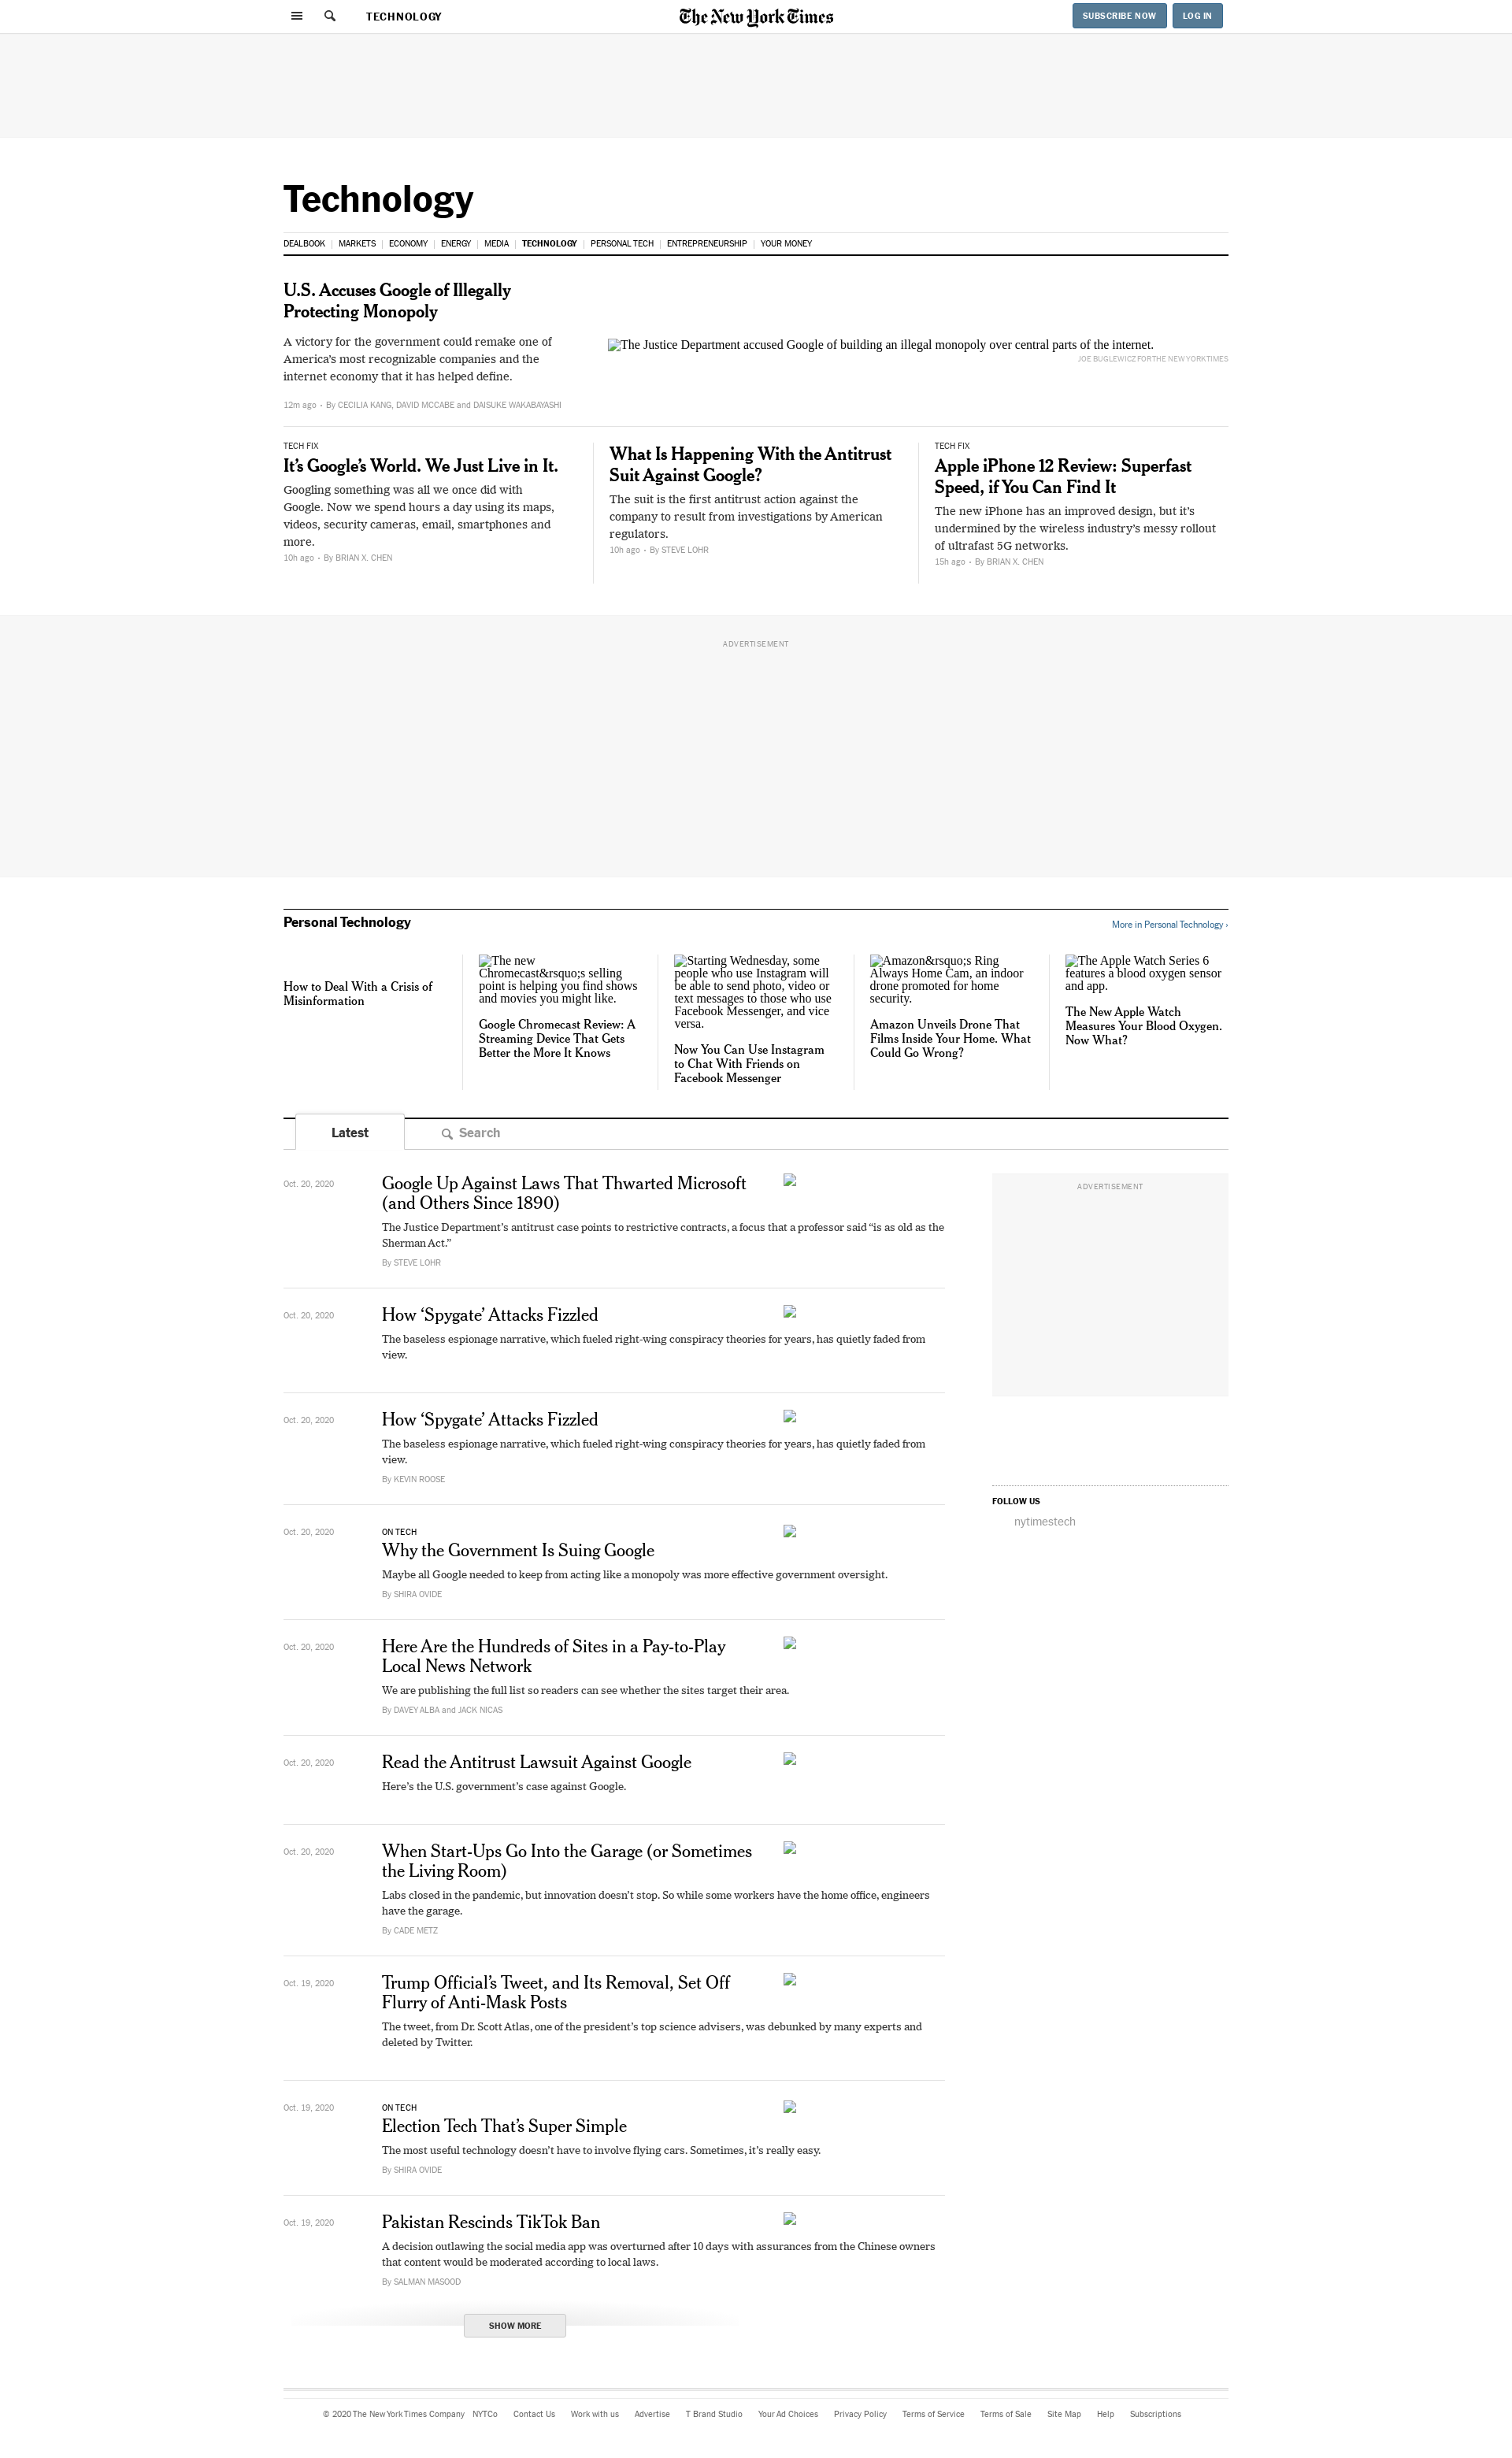 TECHNOLOGY
The New York Times
SUBSCRIBE NOW
LOG IN
Technology
DEALBOOK
MARKETS
ECONOMY
ENERGY
MEDIA
TECHNOLOGY
PERSONAL TECH
ENTREPRENEURSHIP
YOUR MONEY
U.S. Accuses Google of Illegally
Protecting Monopoly
A victory for the government could remake one of
America’s most recognizable companies and the
internet economy that it has helped define.
12m ago • By CECILIA KANG, DAVID MCCABE and DAISUKE WAKABAYASHI
The Justice Department accused Google of building an illegal monopoly over central parts of the internet.
JOE BUGLEWICZ FOR THE NEW YORK TIMES
TECH FIX
It’s Google’s World. We Just Live in It.
Googling something was all we once did with
Google. Now we spend hours a day using its maps,
videos, security cameras, email, smartphones and
more.
10h ago • By BRIAN X. CHEN
What Is Happening With the Antitrust
Suit Against Google?
The suit is the first antitrust action against the
company to result from investigations by American
regulators.
10h ago • By STEVE LOHR
TECH FIX
Apple iPhone 12 Review: Superfast
Speed, if You Can Find It
The new iPhone has an improved design, but it’s
undermined by the wireless industry’s messy rollout
of ultrafast 5G networks.
15h ago • By BRIAN X. CHEN
ADVERTISEMENT
Personal Technology
More in Personal Technology ›
How to Deal With a Crisis of
Misinformation
The new
Chromecast&rsquo;s selling
point is helping you find shows
and movies you might like.
Google Chromecast Review: A
Streaming Device That Gets
Better the More It Knows
Starting Wednesday, some
people who use Instagram will
be able to send photo, video or
text messages to those who use
Facebook Messenger, and vice
versa.
Now You Can Use Instagram
to Chat With Friends on
Facebook Messenger
Amazon&rsquo;s Ring
Always Home Cam, an indoor
drone promoted for home
security.
Amazon Unveils Drone That
Films Inside Your Home. What
Could Go Wrong?
The Apple Watch Series 6
features a blood oxygen sensor
and app.
The New Apple Watch
Measures Your Blood Oxygen.
Now What?
Latest
Search
Oct. 20, 2020
Google Up Against Laws That Thwarted Microsoft
(and Others Since 1890)
The Justice Department’s antitrust case points to restrictive contracts, a focus that a professor said “is as old as the
Sherman Act.”
By STEVE LOHR
ADVERTISEMENT
Oct. 20, 2020
How ‘Spygate’ Attacks Fizzled
The baseless espionage narrative, which fueled right-wing conspiracy theories for years, has quietly faded from
view.
Oct. 20, 2020
How ‘Spygate’ Attacks Fizzled
The baseless espionage narrative, which fueled right-wing conspiracy theories for years, has quietly faded from
view.
By KEVIN ROOSE
FOLLOW US
nytimestech
Oct. 20, 2020
ON TECH
Why the Government Is Suing Google
Maybe all Google needed to keep from acting like a monopoly was more effective government oversight.
By SHIRA OVIDE
Oct. 20, 2020
Here Are the Hundreds of Sites in a Pay-to-Play
Local News Network
We are publishing the full list so readers can see whether the sites target their area.
By DAVEY ALBA and JACK NICAS
Oct. 20, 2020
Read the Antitrust Lawsuit Against Google
Here’s the U.S. government’s case against Google.
Oct. 20, 2020
When Start-Ups Go Into the Garage (or Sometimes
the Living Room)
Labs closed in the pandemic, but innovation doesn’t stop. So while some workers have the home office, engineers
have the garage.
By CADE METZ
Oct. 19, 2020
Trump Official’s Tweet, and Its Removal, Set Off
Flurry of Anti-Mask Posts
The tweet, from Dr. Scott Atlas, one of the president’s top science advisers, was debunked by many experts and
deleted by Twitter.
Oct. 19, 2020
ON TECH
Election Tech That’s Super Simple
The most useful technology doesn’t have to involve flying cars. Sometimes, it’s really easy.
By SHIRA OVIDE
Oct. 19, 2020
Pakistan Rescinds TikTok Ban
A decision outlawing the social media app was overturned after 10 days with assurances from the Chinese owners
that content would be moderated according to local laws.
By SALMAN MASOOD
SHOW MORE
© 2020 The New York Times Company
NYTCo
Contact Us
Work with us
Advertise
T Brand Studio
Your Ad Choices
Privacy Policy
Terms of Service
Terms of Sale
Site Map
Help
Subscriptions